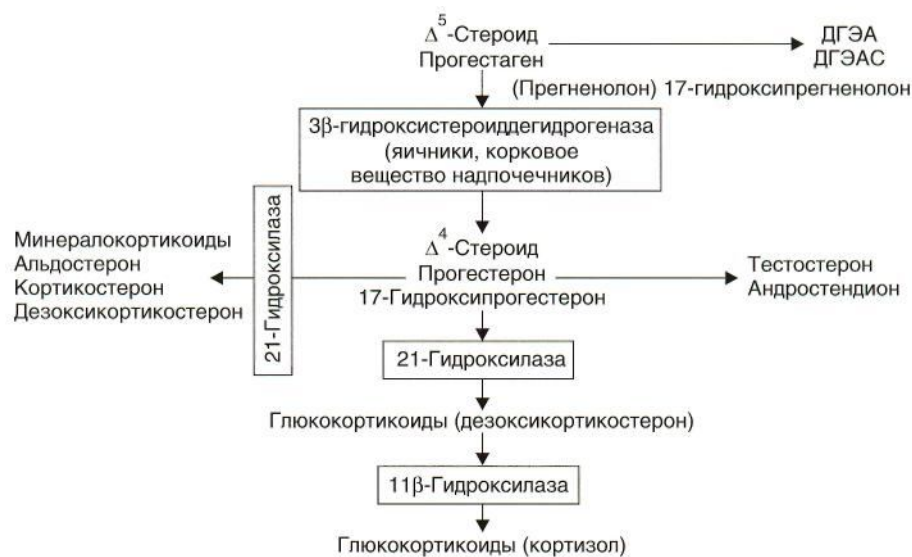 Δ⁵-Стероид
Прогестаген
ДГЭА
ДГЭАС
(Прегненолон) 17-гидроксипрегненолон
3β-гидроксистероиддегидрогеназа
(яичники, корковое
вещество надпочечников)
Минералокортикоиды
Альдостерон
Кортикостерон
Дезоксикортикостерон
21-Гидроксилаза
Δ⁴-Стероид
Прогестерон
17-Гидроксипрогестерон
Тестостерон
Андростендион
21-Гидроксилаза
Глюкокортикоиды (дезоксикортикостерон)
11β-Гидроксилаза
Глюкокортикоиды (кортизол)